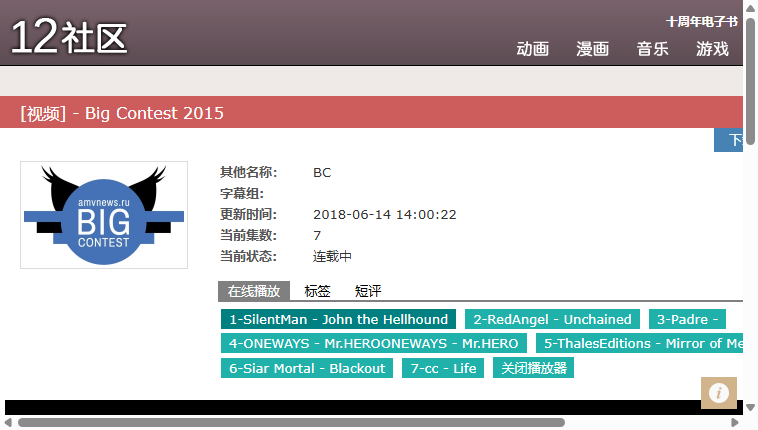 12社区
十周年电子书
动画 漫画 音乐 游戏
[视频] - Big Contest 2015
amvnews.ru
BIG
CONTEST
其他名称: BC
字幕组:
更新时间: 2018-06-14 14:00:22
当前集数: 7
当前状态: 连载中
在线播放 标签 短评
1-SilentMan - John the Hellhound 2-RedAngel - Unchained 3-Padre -
4-ONEWAYS - Mr.HEROONEWAYS - Mr.HERO 5-ThalesEditions - Mirror of Me
6-Siar Mortal - Blackout 7-cc - Life 关闭播放器